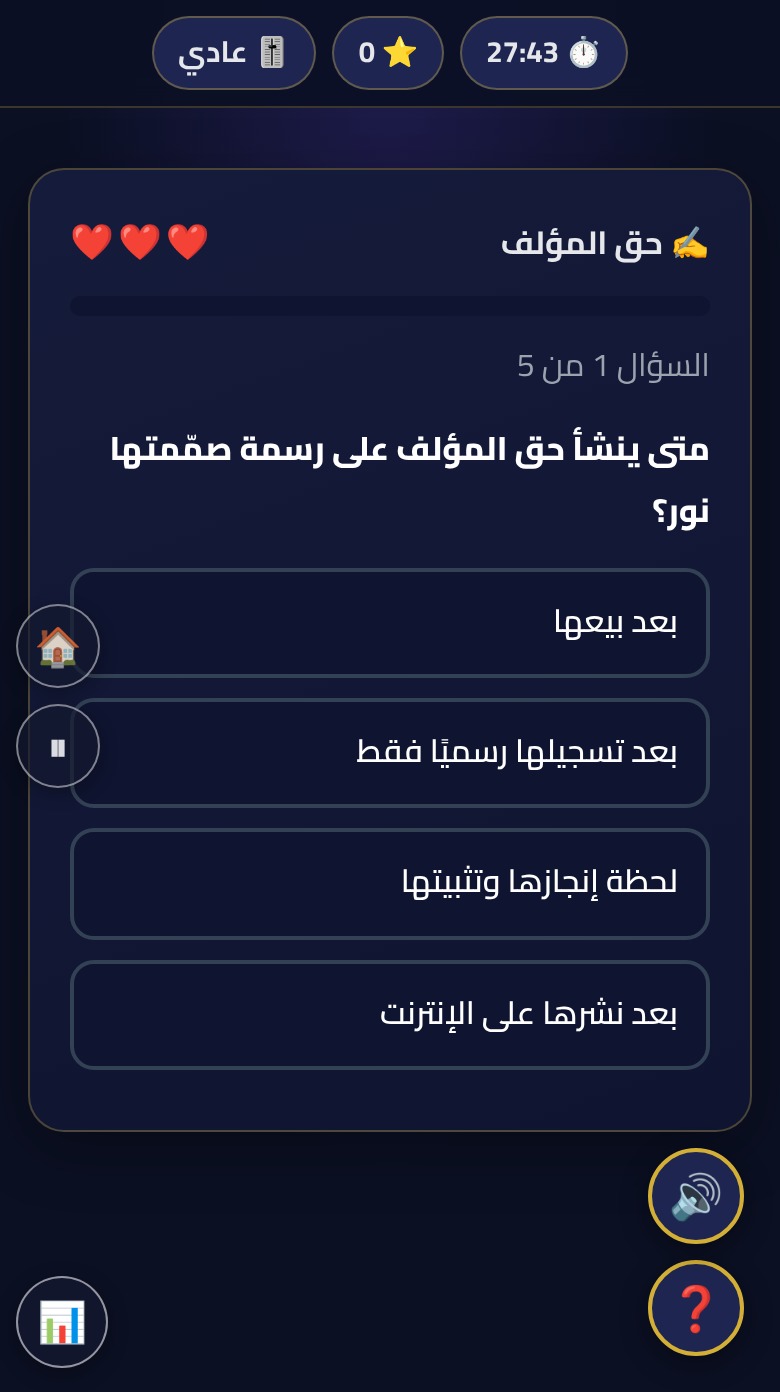 ⏱️ 27:43
⭐ 0
🎚️ عادي
✍️ حق المؤلف
❤️❤️❤️
السؤال 1 من 5
متى ينشأ حق المؤلف على رسمة صمّمتها
نور؟
بعد بيعها
بعد تسجيلها رسميًا فقط
لحظة إنجازها وتثبيتها
بعد نشرها على الإنترنت